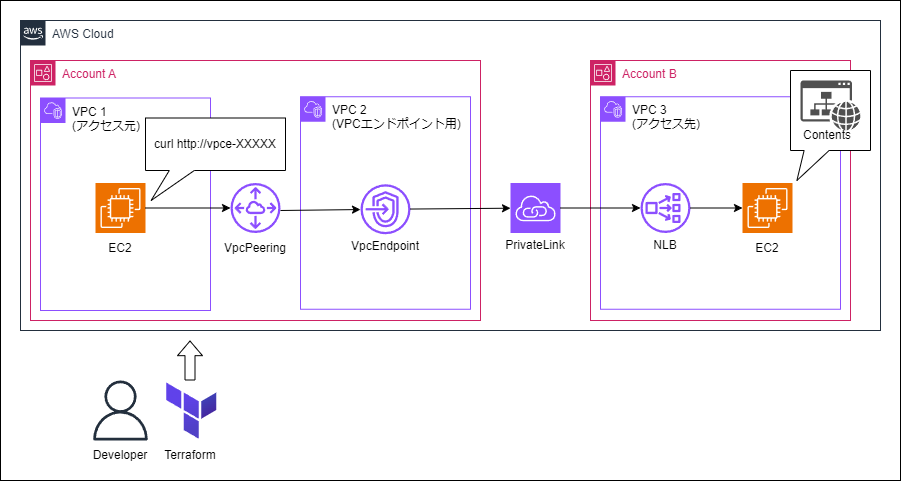 aws
AWS Cloud
Account A
VPC 1
(アクセス元)
curl http://vpce-XXXXX
EC2
VpcPeering
VPC 2
(VPCエンドポイント用)
VpcEndpoint
PrivateLink
Account B
VPC 3
(アクセス先)
NLB
EC2
Contents
Developer
Terraform